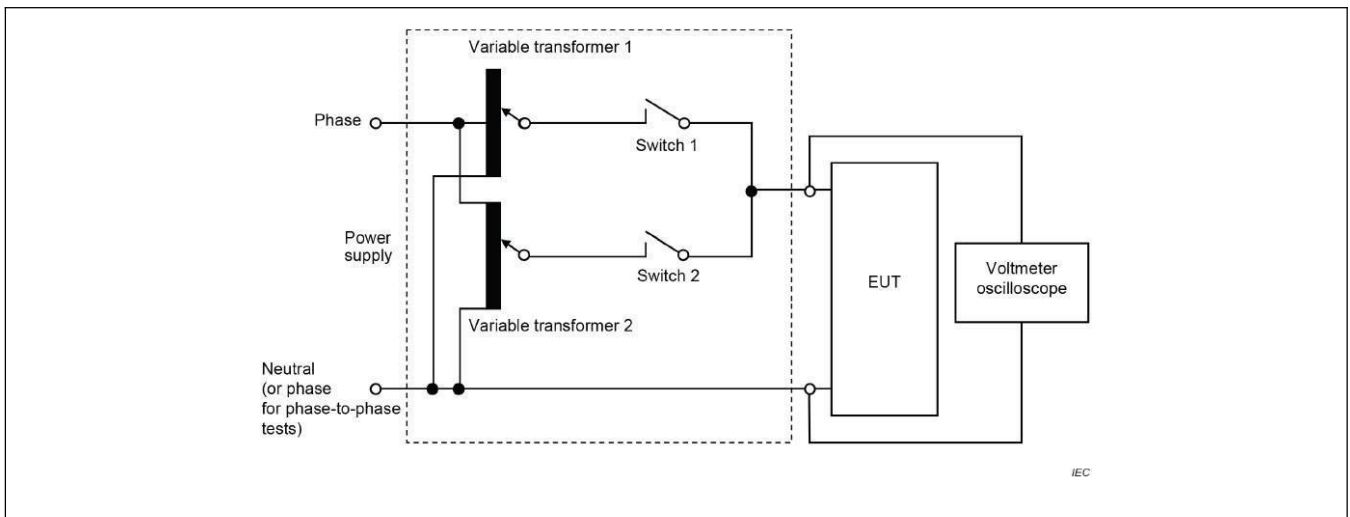 Variable transformer 1
Phase
Switch 1
Power
supply
Switch 2
EUT
Voltmeter
oscilloscope
Variable transformer 2
Neutral
(or phase
for phase-to-phase
tests)
IEC